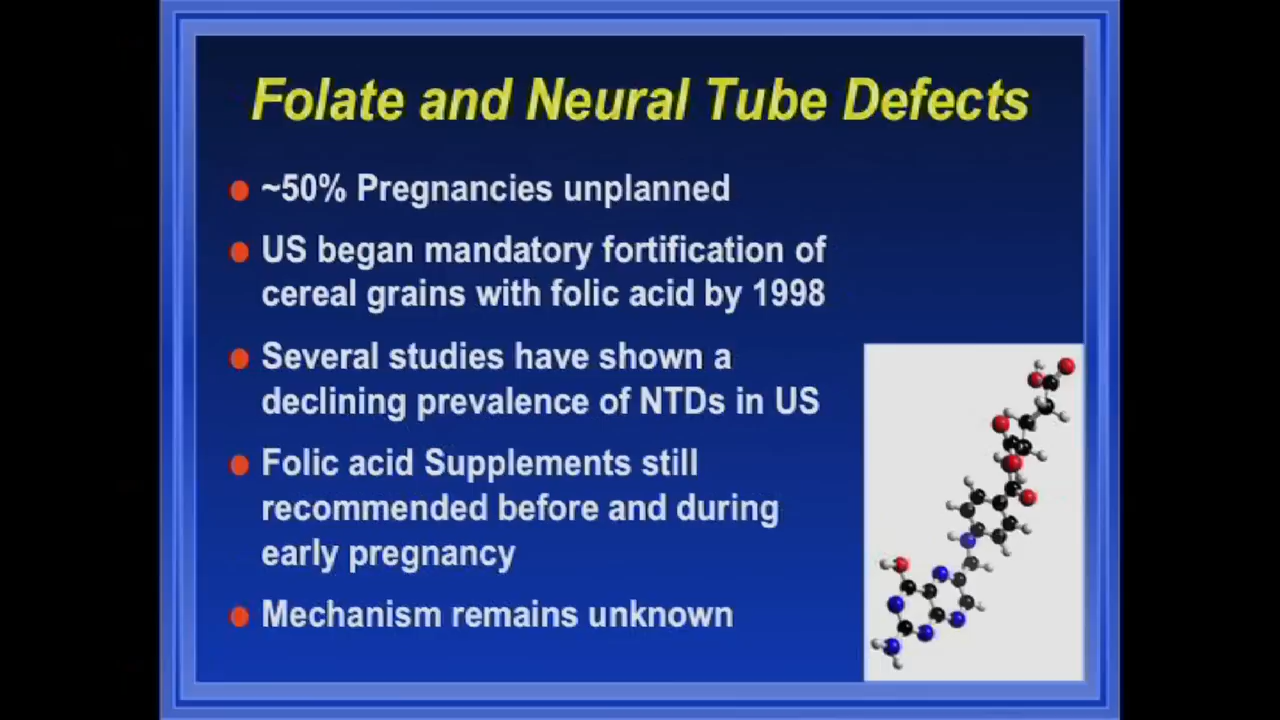 Folate and Neural Tube Defects
~50% Pregnancies unplanned
US began mandatory fortification of
cereal grains with folic acid by 1998
Several studies have shown a
declining prevalence of NTDs in US
Folic acid Supplements still
recommended before and during
early pregnancy
Mechanism remains unknown